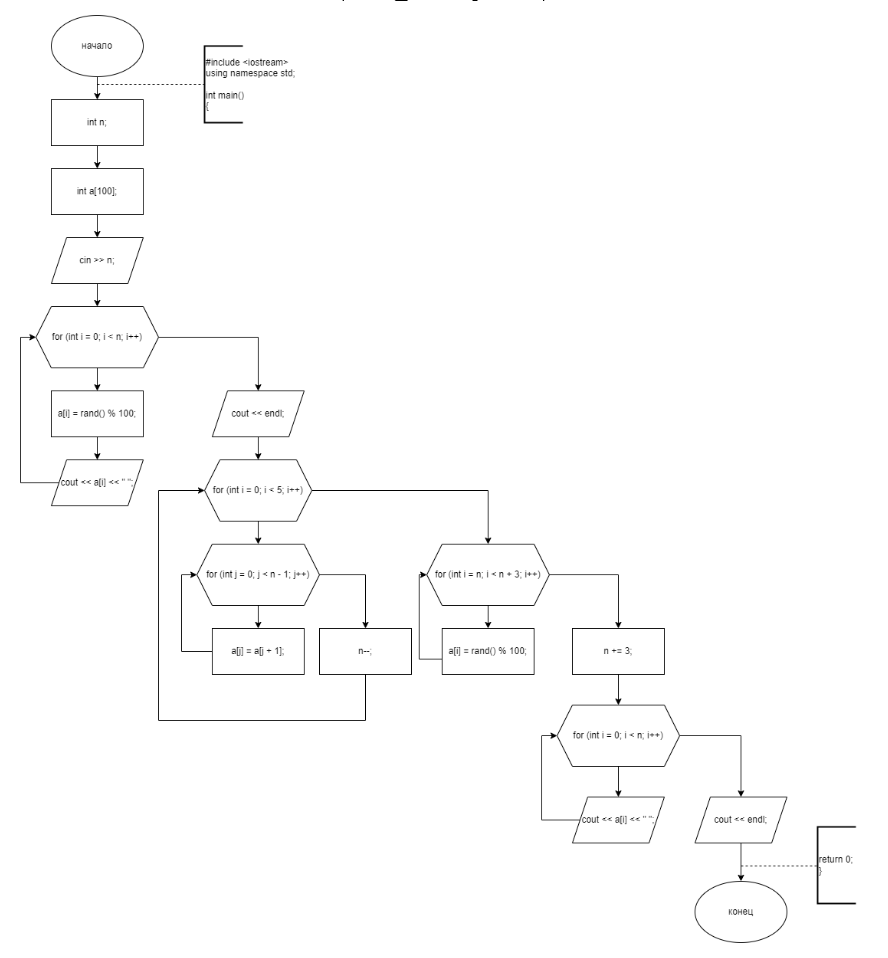 начало
#include <iostream>
using namespace std;
int main()
{
int n;
int a[100];
cin >> n;
for (int i = 0; i < n; i++)
a[i] = rand() % 100;
cout << a[i] << " ";
cout << endl;
for (int i = 0; i < 5; i++)
for (int j = 0; j < n - 1; j++)
a[j] = a[j + 1];
n--;
for (int i = n; i < n + 3; i++)
a[i] = rand() % 100;
n += 3;
for (int i = 0; i < n; i++)
cout << a[i] << " ";
cout << endl;
return 0;
}
конец